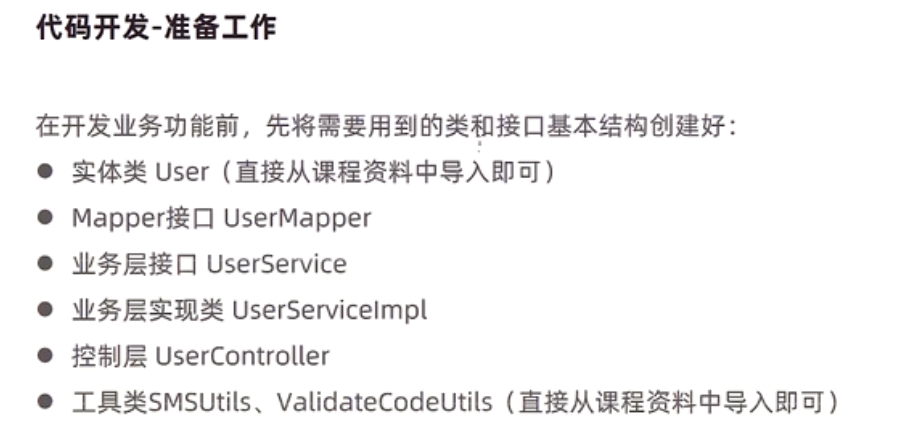 代码开发-准备工作
在开发业务功能前，先将需要用到的类和接口基本结构创建好：
● 实体类 User（直接从课程资料中导入即可）
● Mapper接口 UserMapper
● 业务层接口 UserService
● 业务层实现类 UserServiceImpl
● 控制层 UserController
● 工具类SMSUtils、ValidateCodeUtils（直接从课程资料中导入即可）